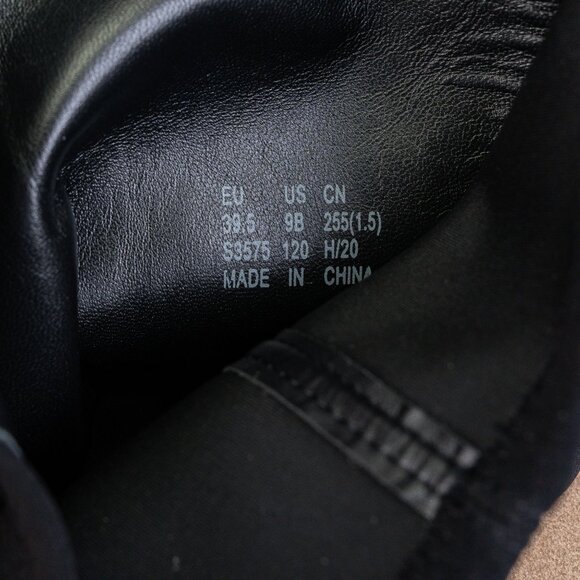 EU US CN
39.5 9B 255(1.5)
S3575 120 H/20
MADE IN CHINA